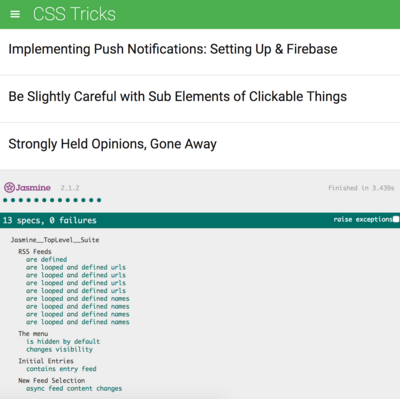 CSS Tricks
Implementing Push Notifications: Setting Up & Firebase
Be Slightly Careful with Sub Elements of Clickable Things
Strongly Held Opinions, Gone Away
Jasmine 2.1.2 finished in 3.439s
13 specs, 0 failures raise exceptions
Jasmine__TopLevel__Suite
RSS Feeds
are defined
are looped and defined urls
are looped and defined urls
are looped and defined urls
are looped and defined urls
are looped and defined names
are looped and defined names
are looped and defined names
are looped and defined names
The menu
is hidden by default
changes visibility
Initial Entries
contains entry feed
New Feed Selection
async feed content changes